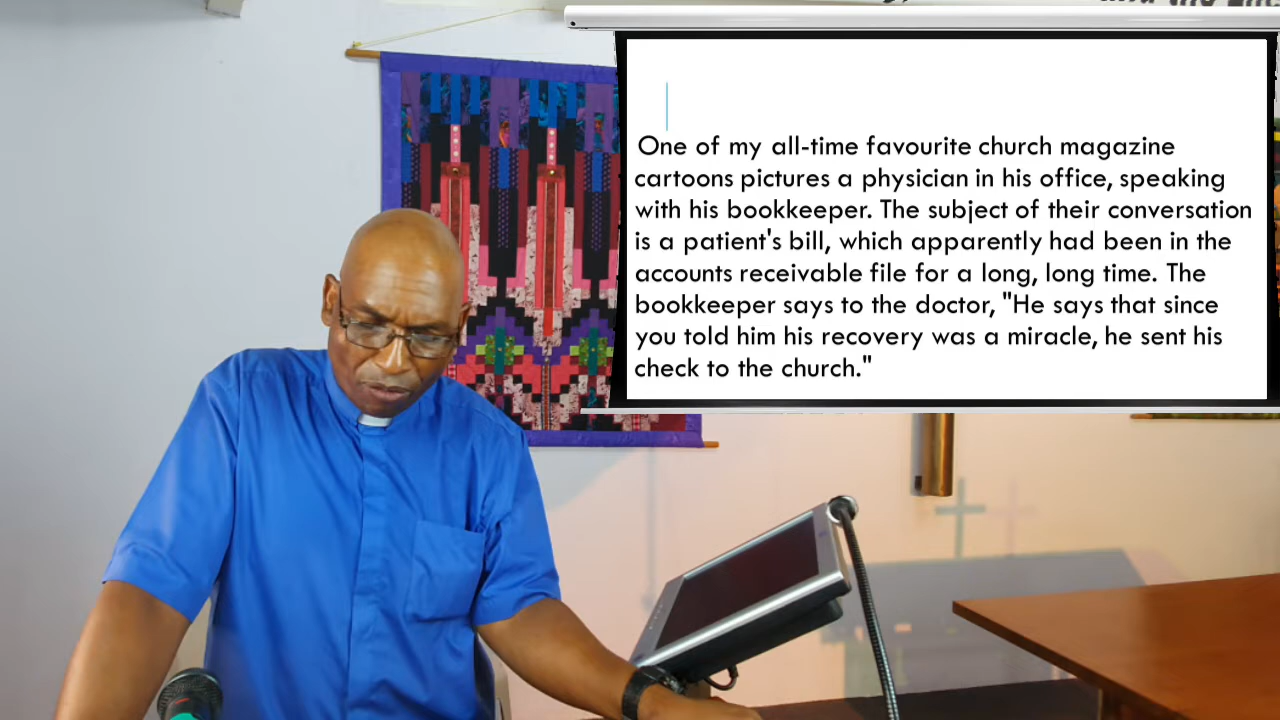 One of my all-time favourite church magazine
cartoons pictures a physician in his office, speaking
with his bookkeeper. The subject of their conversation
is a patient's bill, which apparently had been in the
accounts receivable file for a long, long time. The
bookkeeper says to the doctor, "He says that since
you told him his recovery was a miracle, he sent his
check to the church."